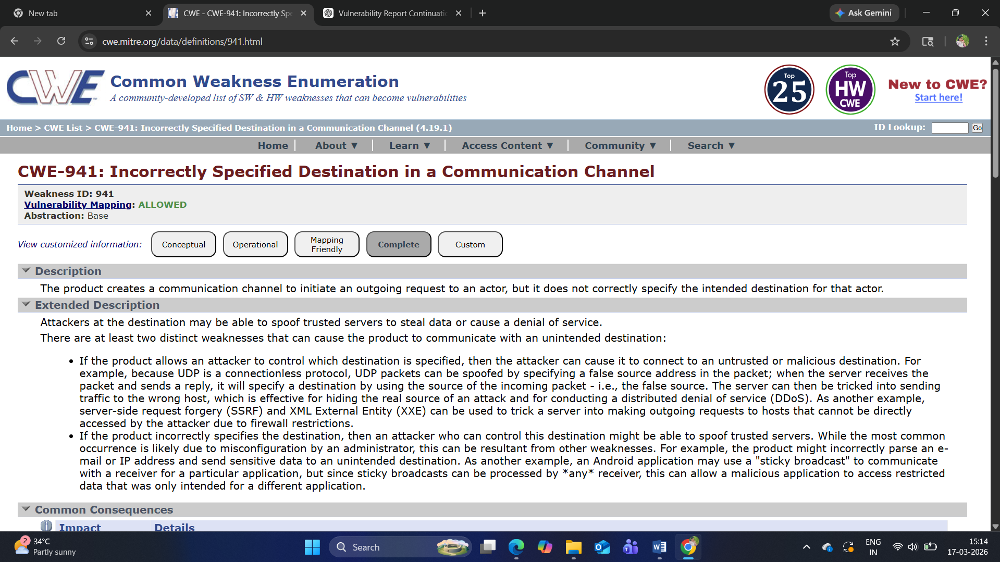 New tab
CWE - CWE-941: Incorrectly Spe
Vulnerability Report Continuatic
Ask Gemini
cwe.mitre.org/data/definitions/941.html
CWE
Common Weakness Enumeration
A community-developed list of SW & HW weaknesses that can become vulnerabilities
Top
25
Top
HW
CWE
New to CWE?
Start here!
Home > CWE List > CWE-941: Incorrectly Specified Destination in a Communication Channel (4.19.1)
ID Lookup:
Go
Home
About ▼
Learn ▼
Access Content ▼
Community ▼
Search ▼
CWE-941: Incorrectly Specified Destination in a Communication Channel
Weakness ID: 941
Vulnerability Mapping: ALLOWED
Abstraction: Base
View customized information:
Conceptual
Operational
Mapping
Friendly
Complete
Custom
Description
The product creates a communication channel to initiate an outgoing request to an actor, but it does not correctly specify the intended destination for that actor.
Extended Description
Attackers at the destination may be able to spoof trusted servers to steal data or cause a denial of service.
There are at least two distinct weaknesses that can cause the product to communicate with an unintended destination:
• If the product allows an attacker to control which destination is specified, then the attacker can cause it to connect to an untrusted or malicious destination. For
example, because UDP is a connectionless protocol, UDP packets can be spoofed by specifying a false source address in the packet; when the server receives the
packet and sends a reply, it will specify a destination by using the source of the incoming packet - i.e., the false source. The server can then be tricked into sending
traffic to the wrong host, which is effective for hiding the real source of an attack and for conducting a distributed denial of service (DDoS). As another example,
server-side request forgery (SSRF) and XML External Entity (XXE) can be used to trick a server into making outgoing requests to hosts that cannot be directly
accessed by the attacker due to firewall restrictions.
• If the product incorrectly specifies the destination, then an attacker who can control this destination might be able to spoof trusted servers. While the most common
occurrence is likely due to misconfiguration by an administrator, this can be resultant from other weaknesses. For example, the product might incorrectly parse an e-
mail or IP address and send sensitive data to an unintended destination. As another example, an Android application may use a "sticky broadcast" to communicate
with a receiver for a particular application, but since sticky broadcasts can be processed by *any* receiver, this can allow a malicious application to access restricted
data that was only intended for a different application.
Common Consequences
Impact
Details
2
34°C
Partly sunny
Search
ENG
IN
15:14
17-03-2026